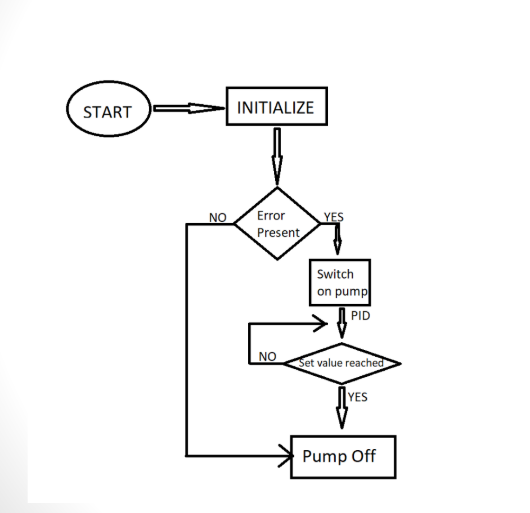 START
INITIALIZE
NO
Error
Present
YES
Switch
on pump
PID
NO
Set value reached
YES
Pump Off